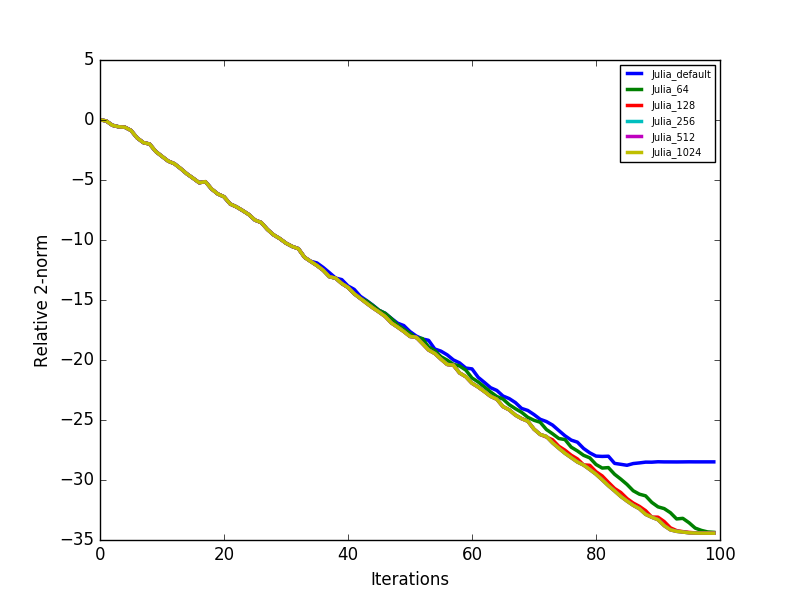 5
0
−5
−10
−15
−20
−25
−30
−35
Relative 2-norm
0 20 40 60 80 100
Iterations
Julia_default
Julia_64
Julia_128
Julia_256
Julia_512
Julia_1024